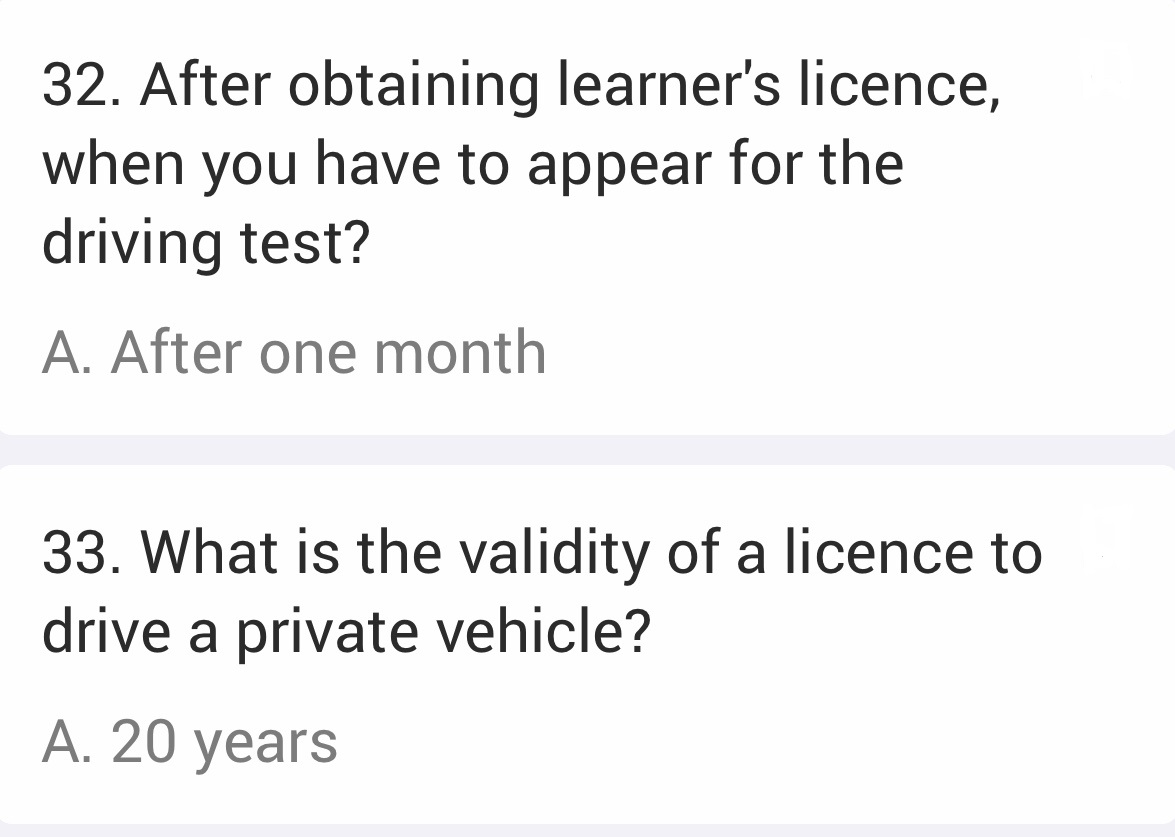 32. After obtaining learner's licence,
when you have to appear for the
driving test?
A. After one month
33. What is the validity of a licence to
drive a private vehicle?
A. 20 years